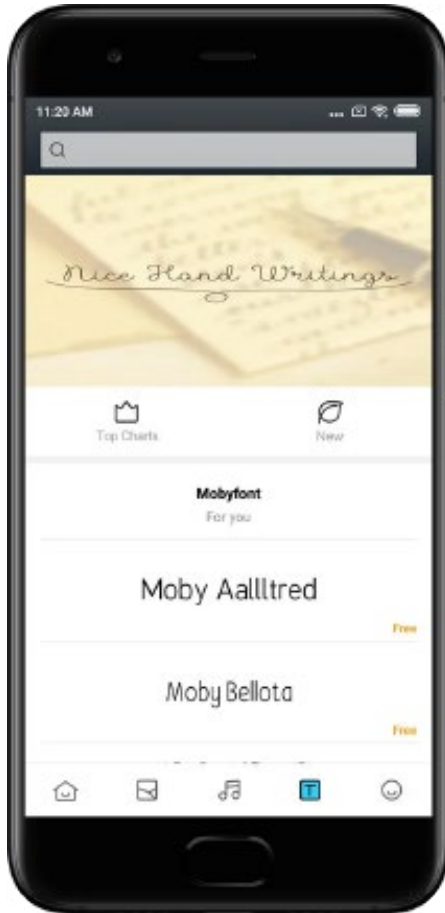 11:20 AM
Nice Hand Writings
Top Charts
New
Mobyfont
For you
Moby Aallltred
Free
Moby Bellota
Free
T